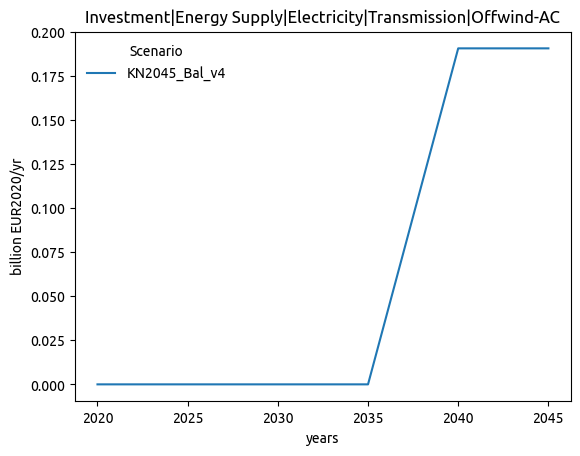 Investment|Energy Supply|Electricity|Transmission|Offwind-AC
0.200
0.175
0.150
0.125
0.100
0.075
0.050
0.025
0.000
billion EUR2020/yr
Scenario
KN2045_Bal_v4
2020 2025 2030 2035 2040 2045
years